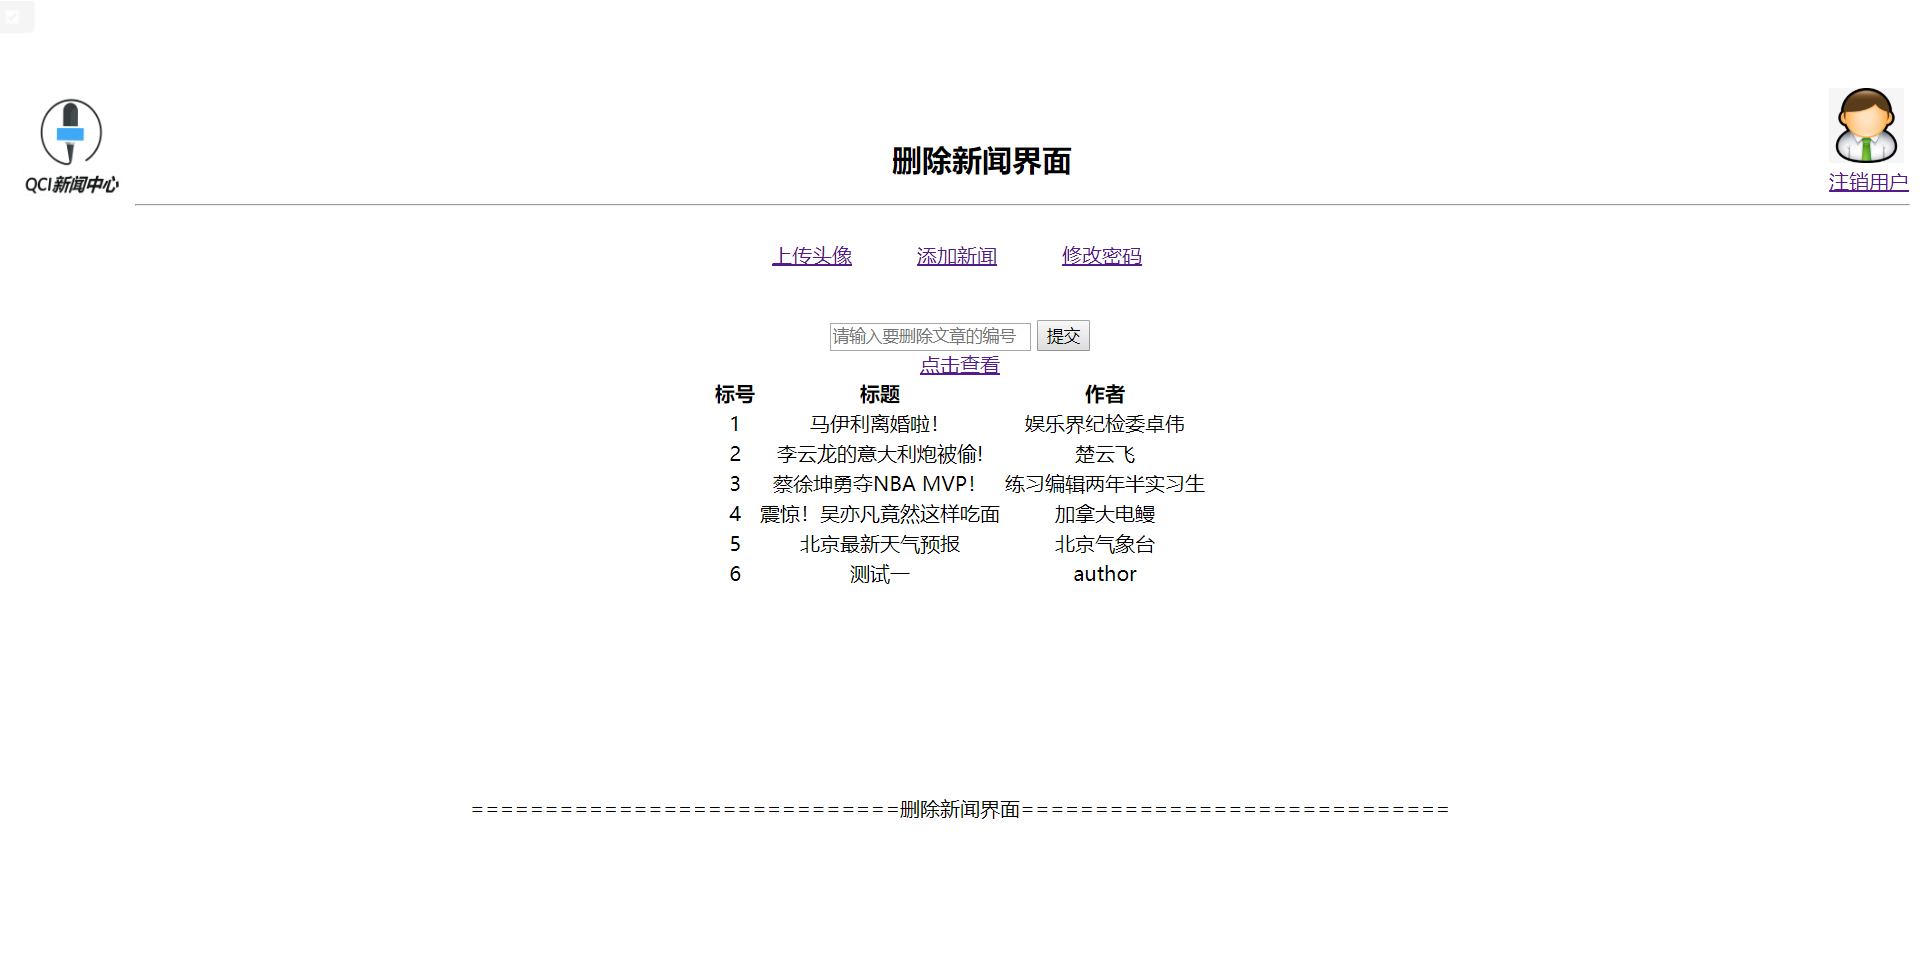 QCI新闻中心
删除新闻界面
注销用户
上传头像 添加新闻 修改密码
请输入要删除文章的编号 提交
点击查看
标号 标题 作者
1 马伊利离婚啦！ 娱乐界纪检委卓伟
2 李云龙的意大利炮被偷! 楚云飞
3 蔡徐坤勇夺NBA MVP！ 练习编辑两年半实习生
4 震惊！吴亦凡竟然这样吃面 加拿大电鳗
5 北京最新天气预报 北京气象台
6 测试一 author
=============================删除新闻界面=============================